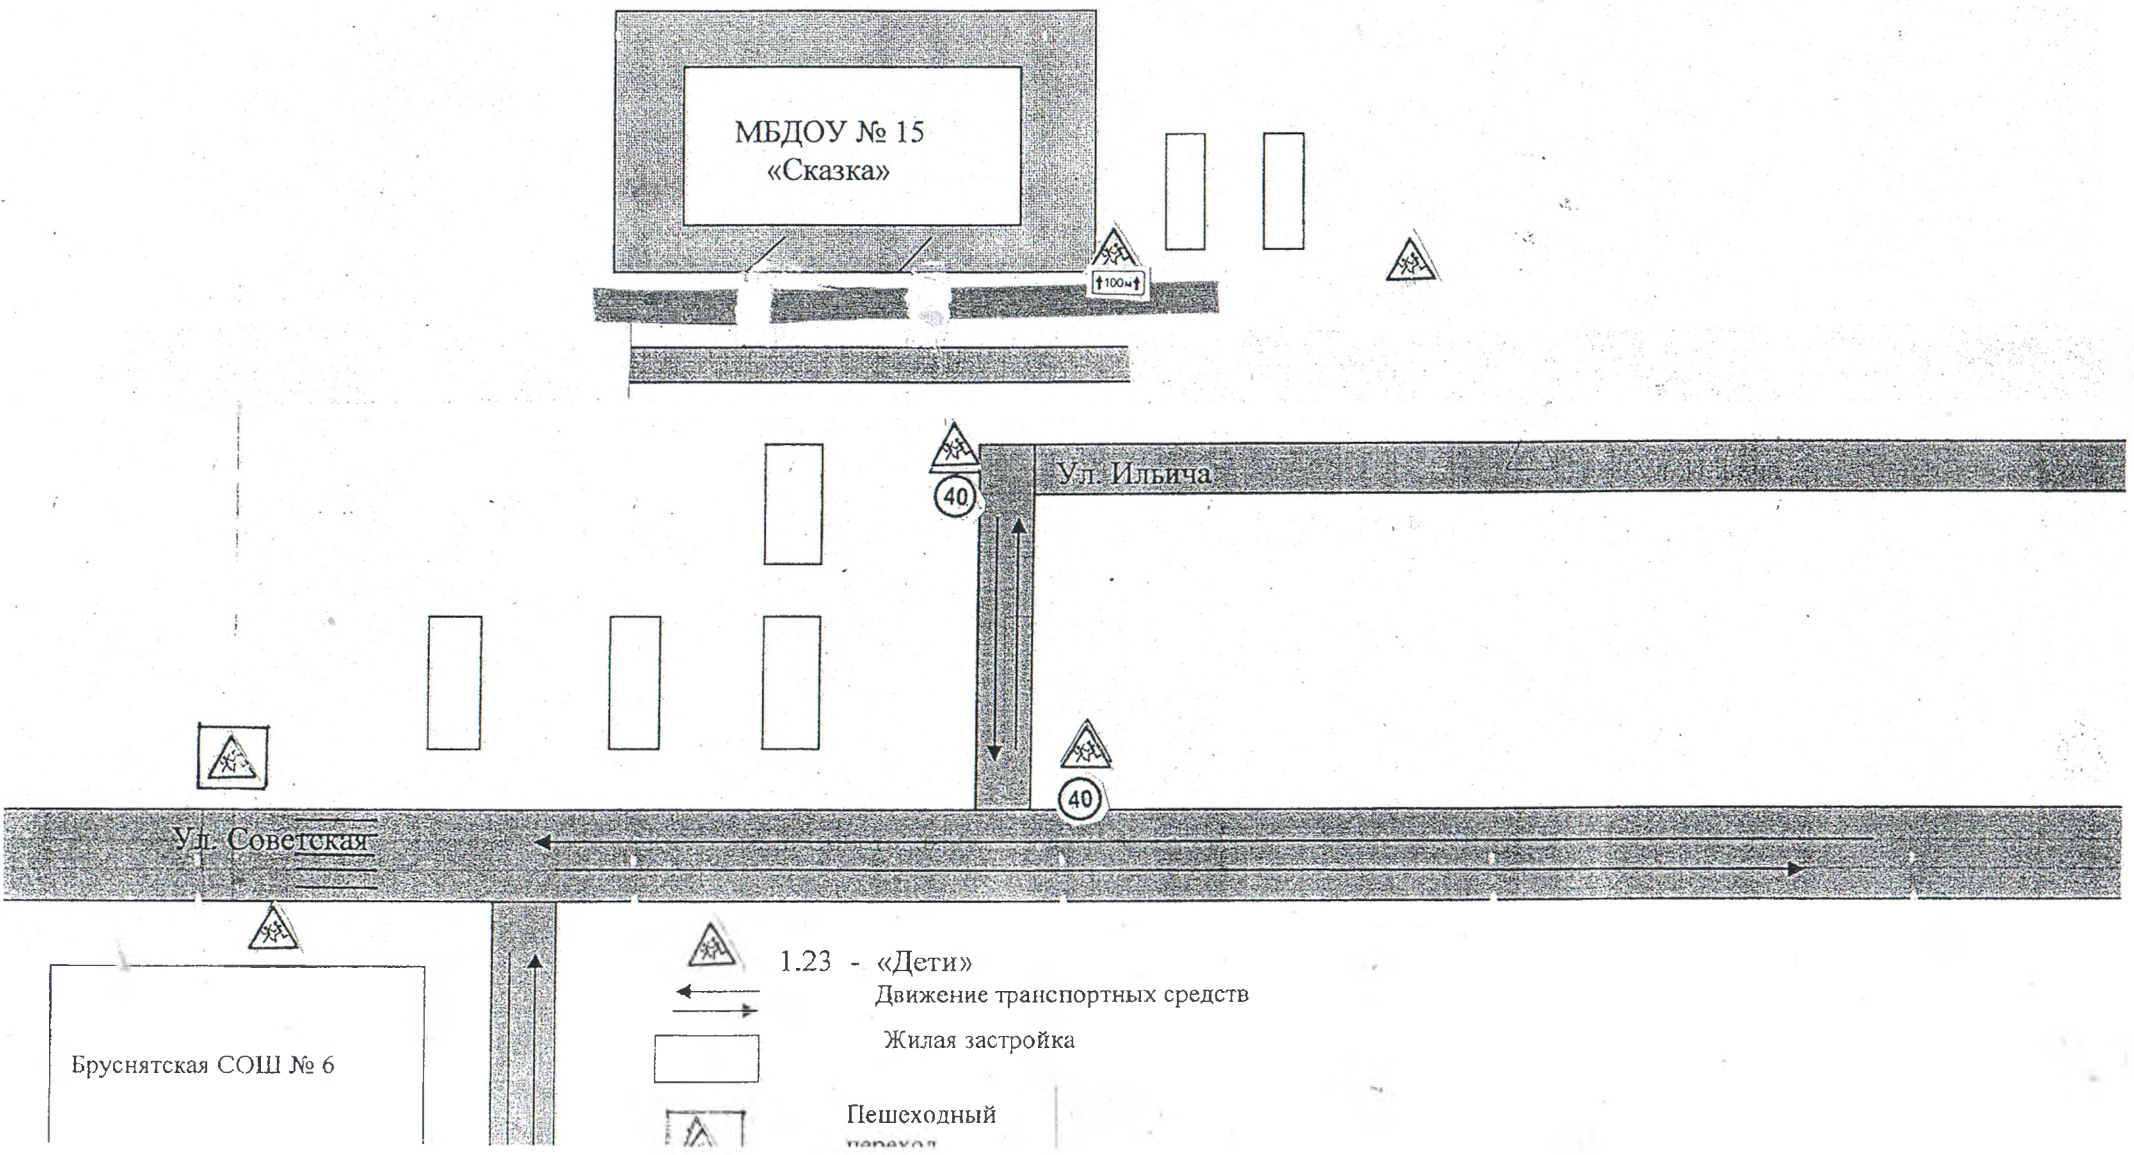 МБДОУ № 15
«Сказка»
100м
Ул. Ильича
40
40
Ул. Советская
1.23 - «Дети»
Движение транспортных средств
Жилая застройка
Бруснятская СОШ № 6
Пешеходный
переход